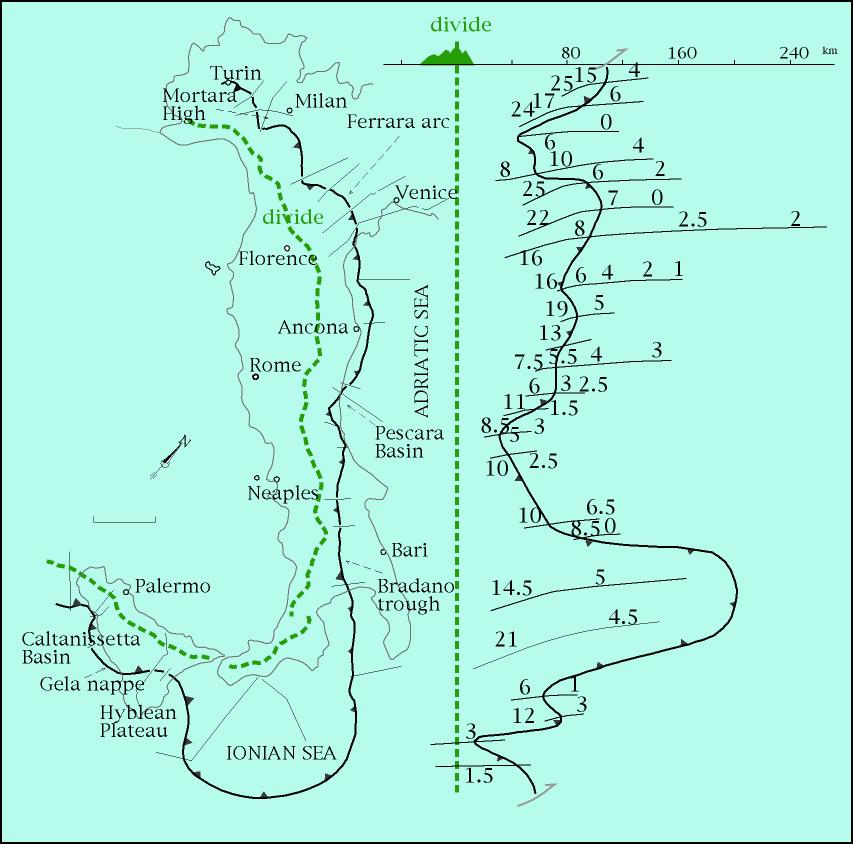 divide
80 160 240 km
Turin
Mortara
High
Milan
Ferrara arc
Venice
divide
Florence
Ancona
ADRIATIC SEA
Rome
Pescara
Basin
N
Neaples
Bari
Bradano
trough
Palermo
Caltanissetta
Basin
Gela nappe
Hyblean
Plateau
IONIAN SEA
25 15 4
24 17 6
0
6
8 10 4
25 6 2
22 7 0
16 8 2.5 2
16 6 4 2 1
19 5
13
7.5 5.5 4 3
6 3 2.5
11 1.5
8.5 5 3
10 2.5
10 6.5
8.5 0
14.5 5
21 4.5
6 1
12 3
3
1.5